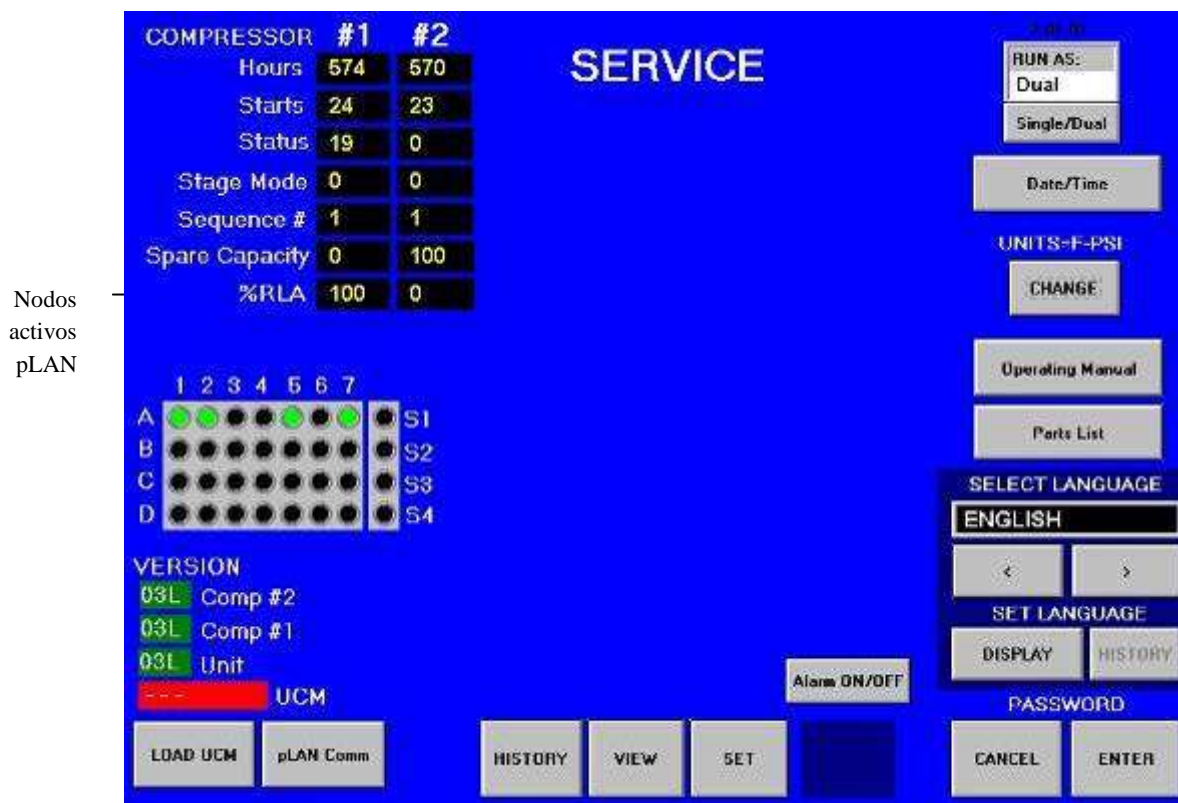 COMPRESSOR #1 #2
Hours 574 570
Starts 24 23
Status 19 0
Stage Mode 0 0
Sequence # 1 1
Spare Capacity 0 100
%RLA 100 0
SERVICE
RUN AS:
Dual
Single/Dual
Date/Time
UNITS=F-PSI
CHANGE
Operating Manual
Parts List
Nodos
activos
pLAN
1 2 3 4 5 6 7
A S1
B S2
C S3
D S4
SELECT LANGUAGE
ENGLISH
< >
SET LANGUAGE
DISPLAY HISTORY
VERSION
03L Comp #2
03L Comp #1
03L Unit
--- UCM
Alarm ON/OFF
PASSWORD
LOAD UCM pLAN Comm HISTORY VIEW SET CANCEL ENTER